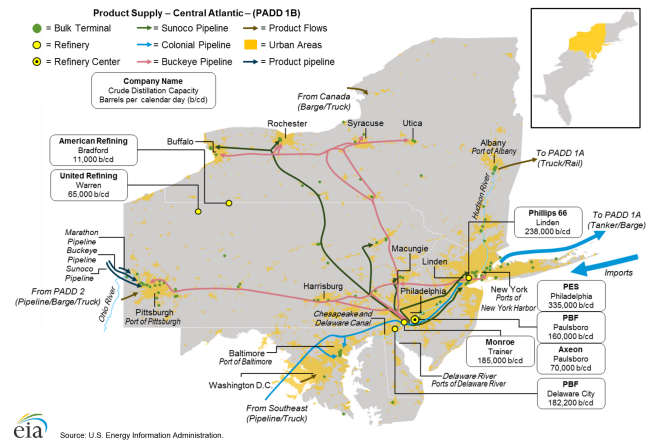 Product Supply – Central Atlantic – (PADD 1B)
= Bulk Terminal
= Sunoco Pipeline
= Product Flows
= Refinery
= Colonial Pipeline
= Urban Areas
= Refinery Center
= Buckeye Pipeline
= Product pipeline
Company Name
Crude Distillation Capacity
Barrels per calendar day (b/cd)
From Canada
(Barge/Truck)
Rochester
Syracuse
Utica
Buffalo
American Refining
Bradford
11,000 b/cd
Albany
Port of Albany
To PADD 1A
(Truck/Rail)
United Refining
Warren
65,000 b/cd
Hudson River
Phillips 66
Linden
238,000 b/cd
To PADD 1A
(Tanker/Barge)
Marathon
Pipeline
Buckeye
Pipeline
Sunoco
Pipeline
Macungie
Linden
Imports
From PADD 2
(Pipeline/Barge/Truck)
Ohio River
Harrisburg
Philadelphia
New York
Ports of
New York Harbor
PES
Philadelphia
335,000 b/cd
Pittsburgh
Port of Pittsburgh
Chesapeake and
Delaware Canal
PBF
Paulsboro
160,000 b/cd
Monroe
Trainer
185,000 b/cd
Axeon
Paulsboro
70,000 b/cd
Baltimore
Port of Baltimore
Washington D.C.
Delaware River
Ports of Delaware River
PBF
Delaware City
182,200 b/cd
From Southeast
(Pipeline/Truck)
eia
Source: U.S. Energy Information Administration.